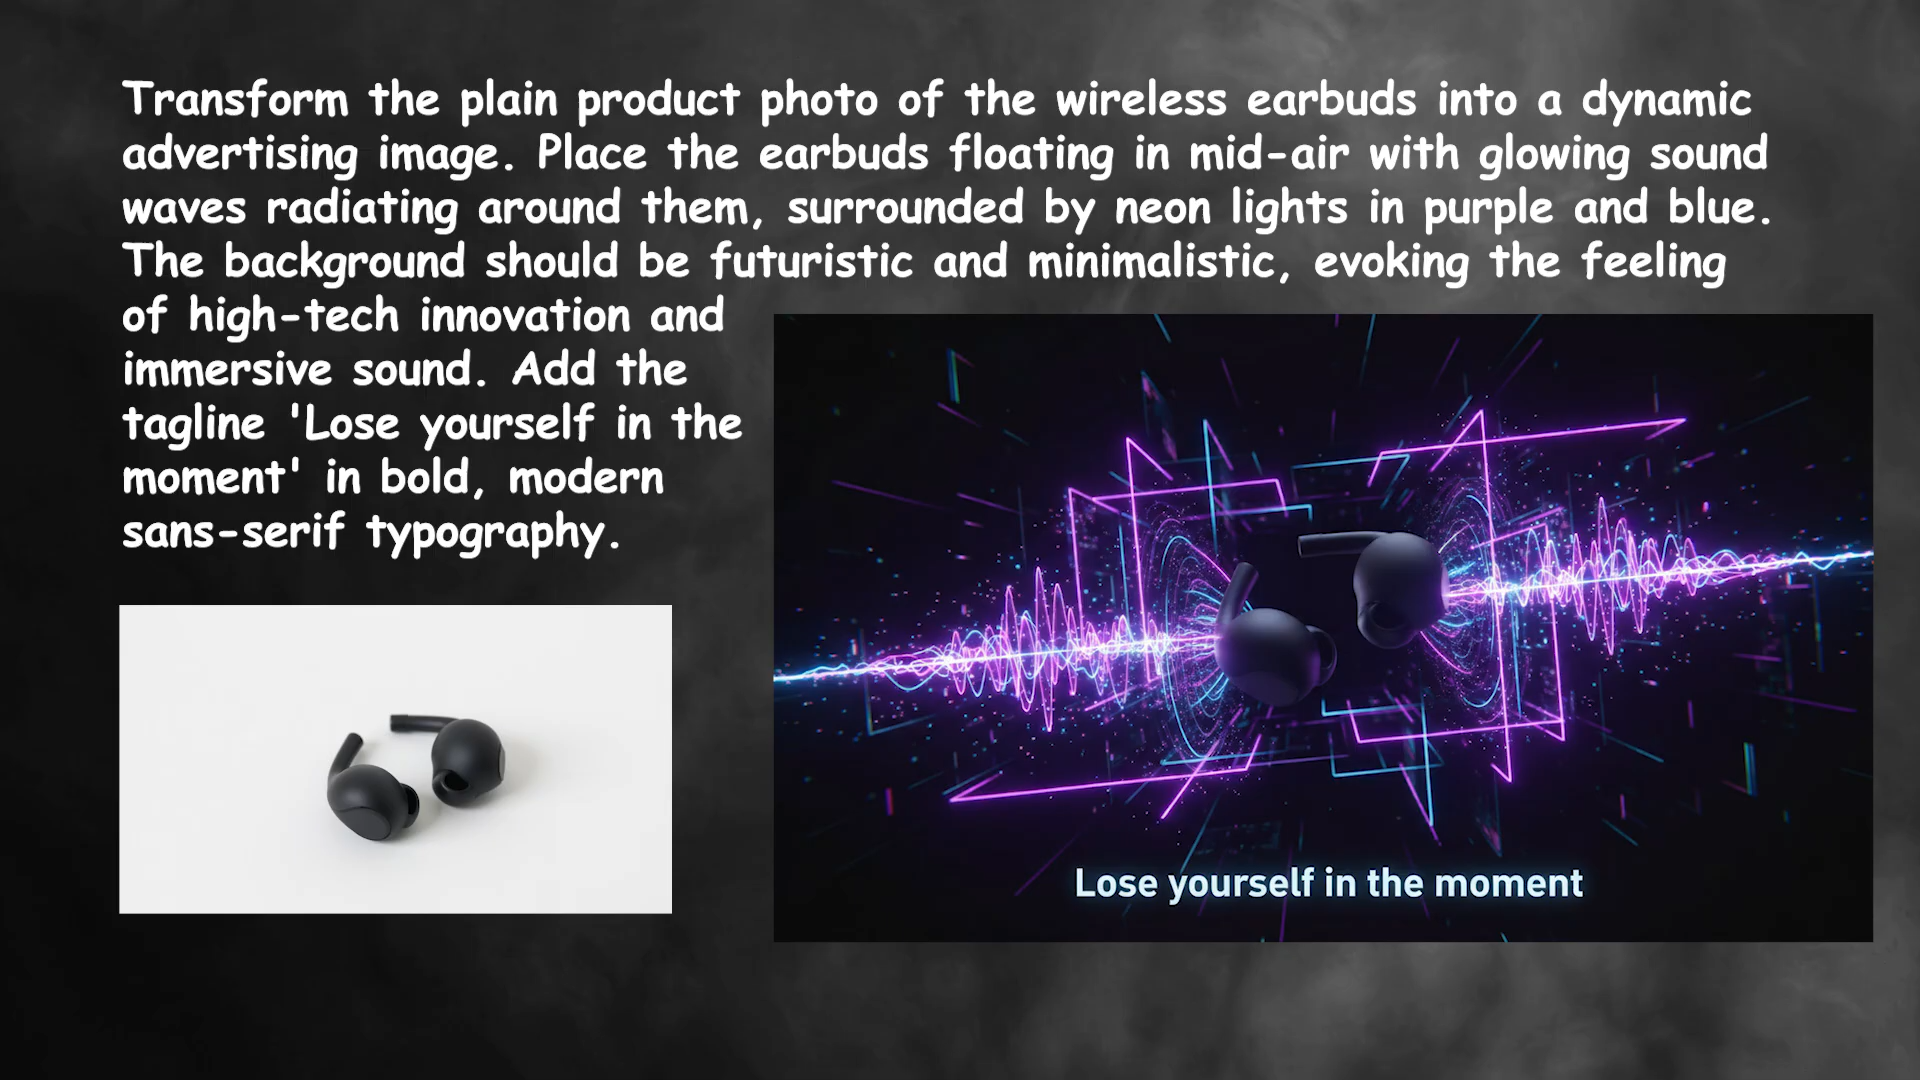 Transform the plain product photo of the wireless earbuds into a dynamic
advertising image. Place the earbuds floating in mid-air with glowing sound
waves radiating around them, surrounded by neon lights in purple and blue.
The background should be futuristic and minimalistic, evoking the feeling
of high-tech innovation and
immersive sound. Add the
tagline 'Lose yourself in the
moment' in bold, modern
sans-serif typography.
Lose yourself in the moment